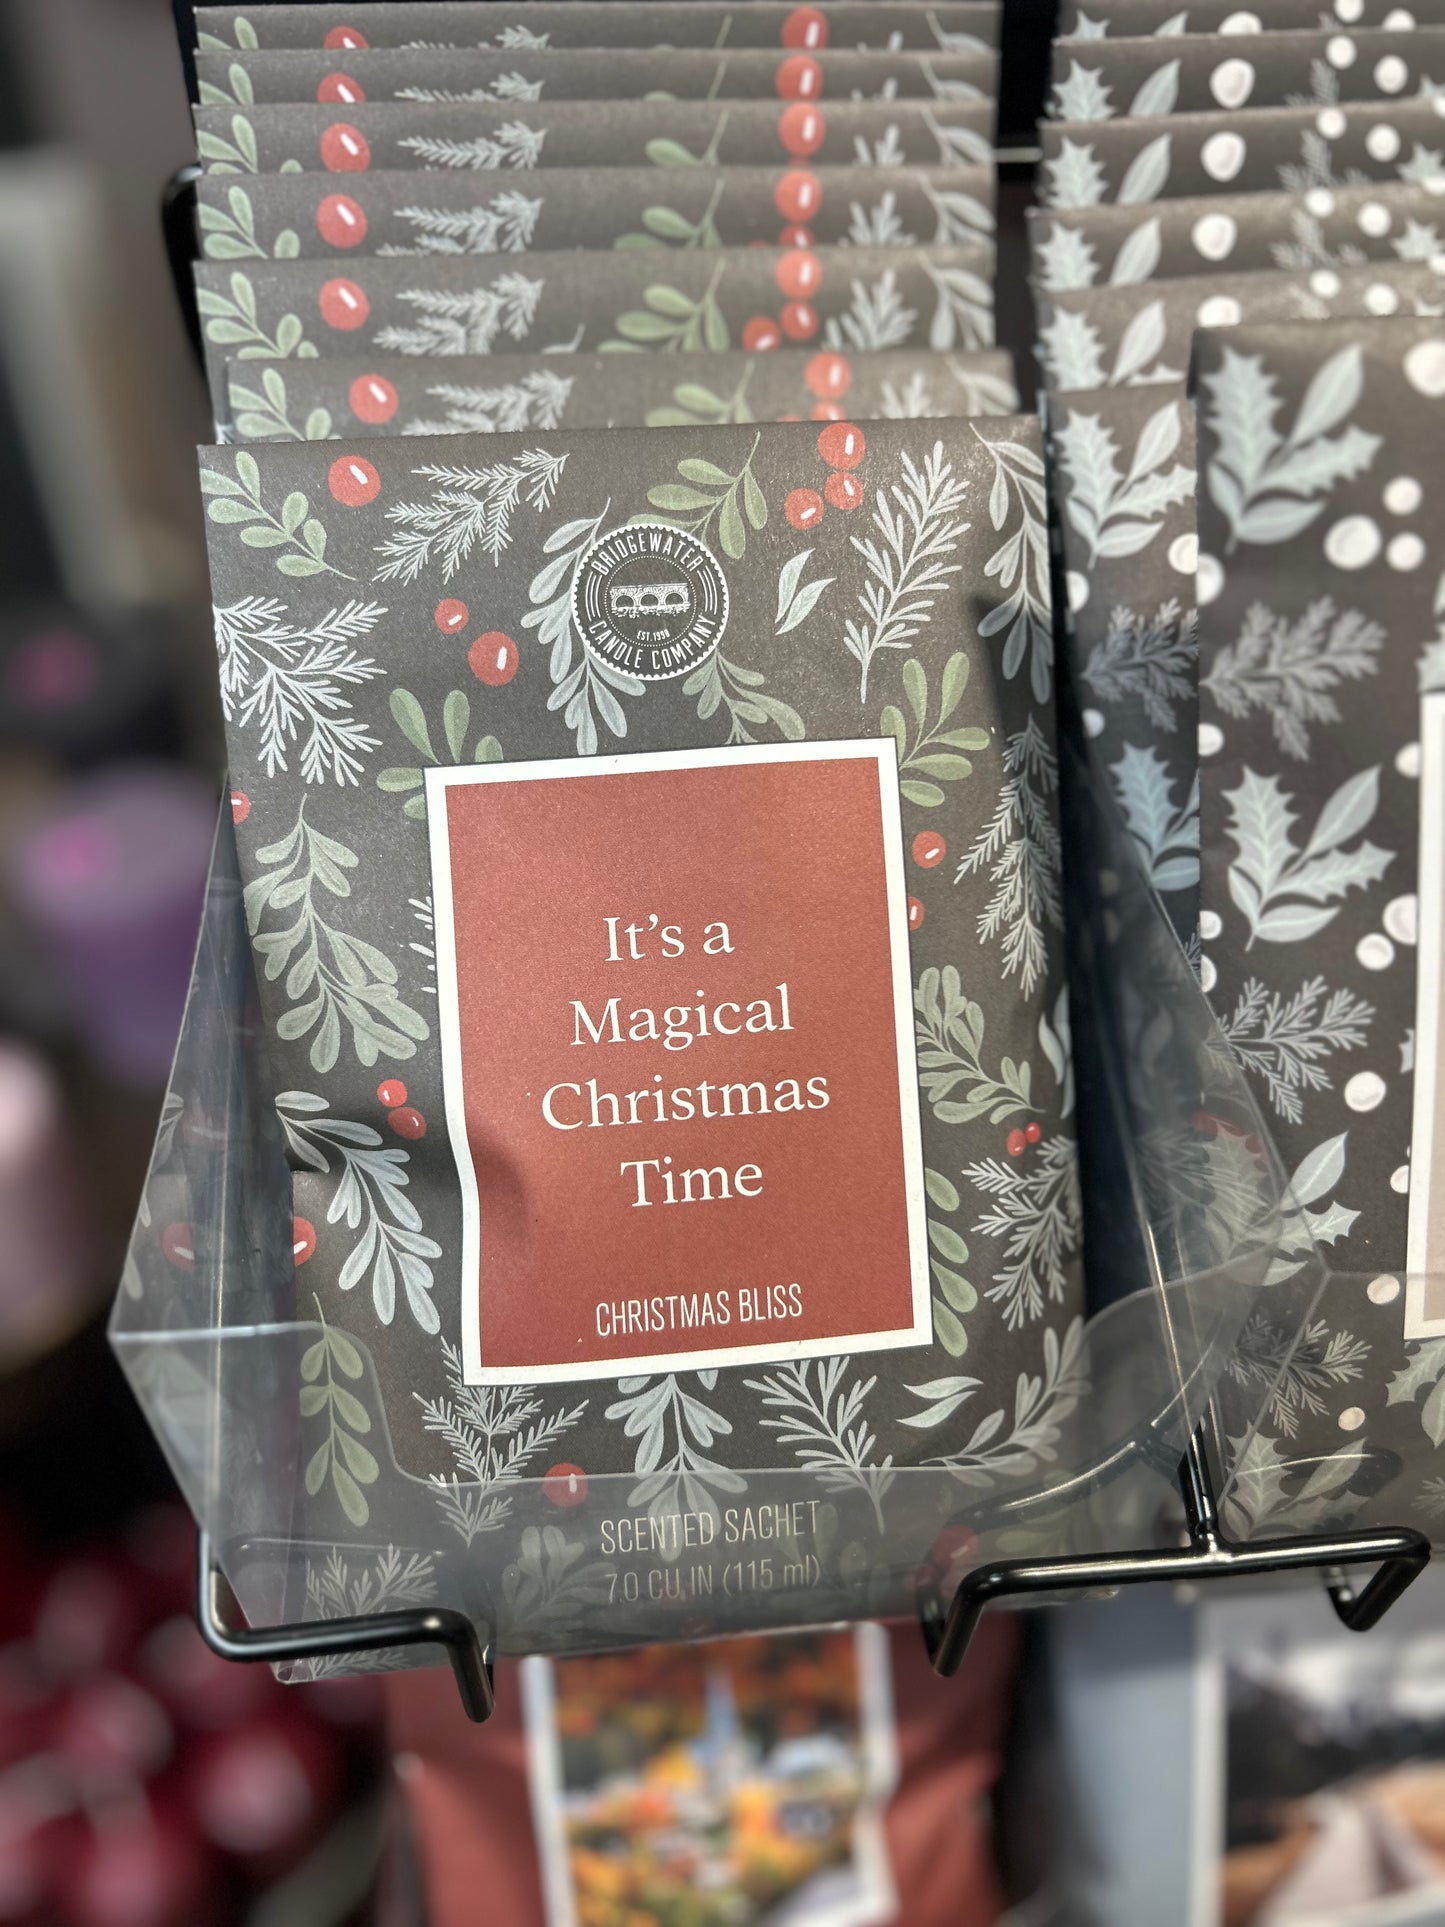 BRIDGEWATER
EST. 1998
CANDLE COMPANY
It's a
Magical
Christmas
Time
CHRISTMAS BLISS
SCENTED SACHET
7.0 CU IN (115 ml)